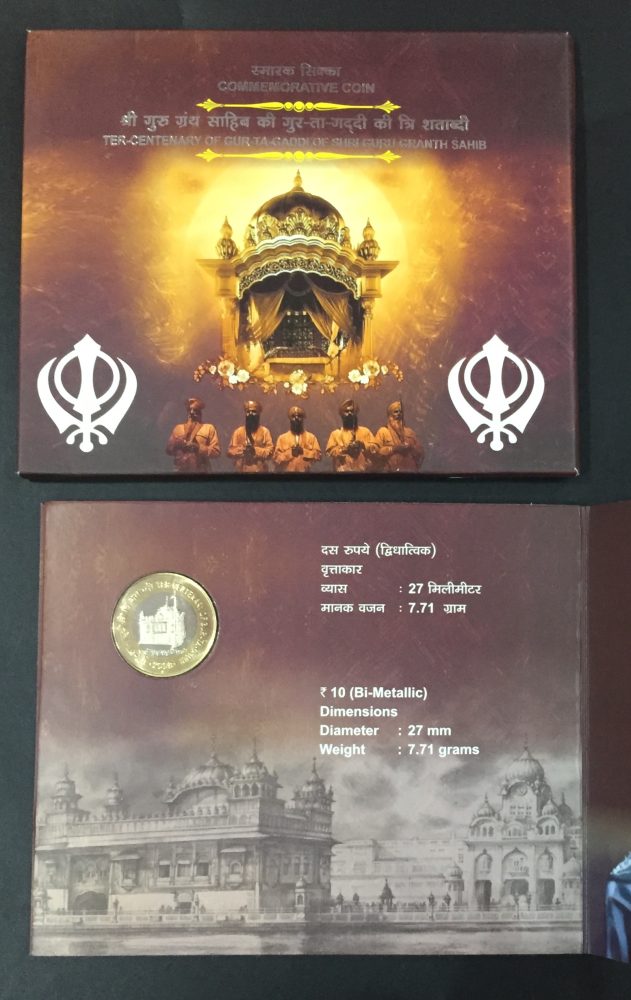 स्मारक सिक्का
COMMEMORATIVE COIN
श्री गुरु ग्रंथ साहिब की गुर-ता-गद्दी की त्रि शताब्दी
TER-CENTENARY OF GUR-TA-GADDI OF SHRI GURU GRANTH SAHIB
दस रुपये (द्विधात्विक)
वृत्ताकार
व्यास : 27 मिलीमीटर
मानक वजन : 7.71 ग्राम
₹ 10 (Bi-Metallic)
Dimensions
Diameter : 27 mm
Weight : 7.71 grams